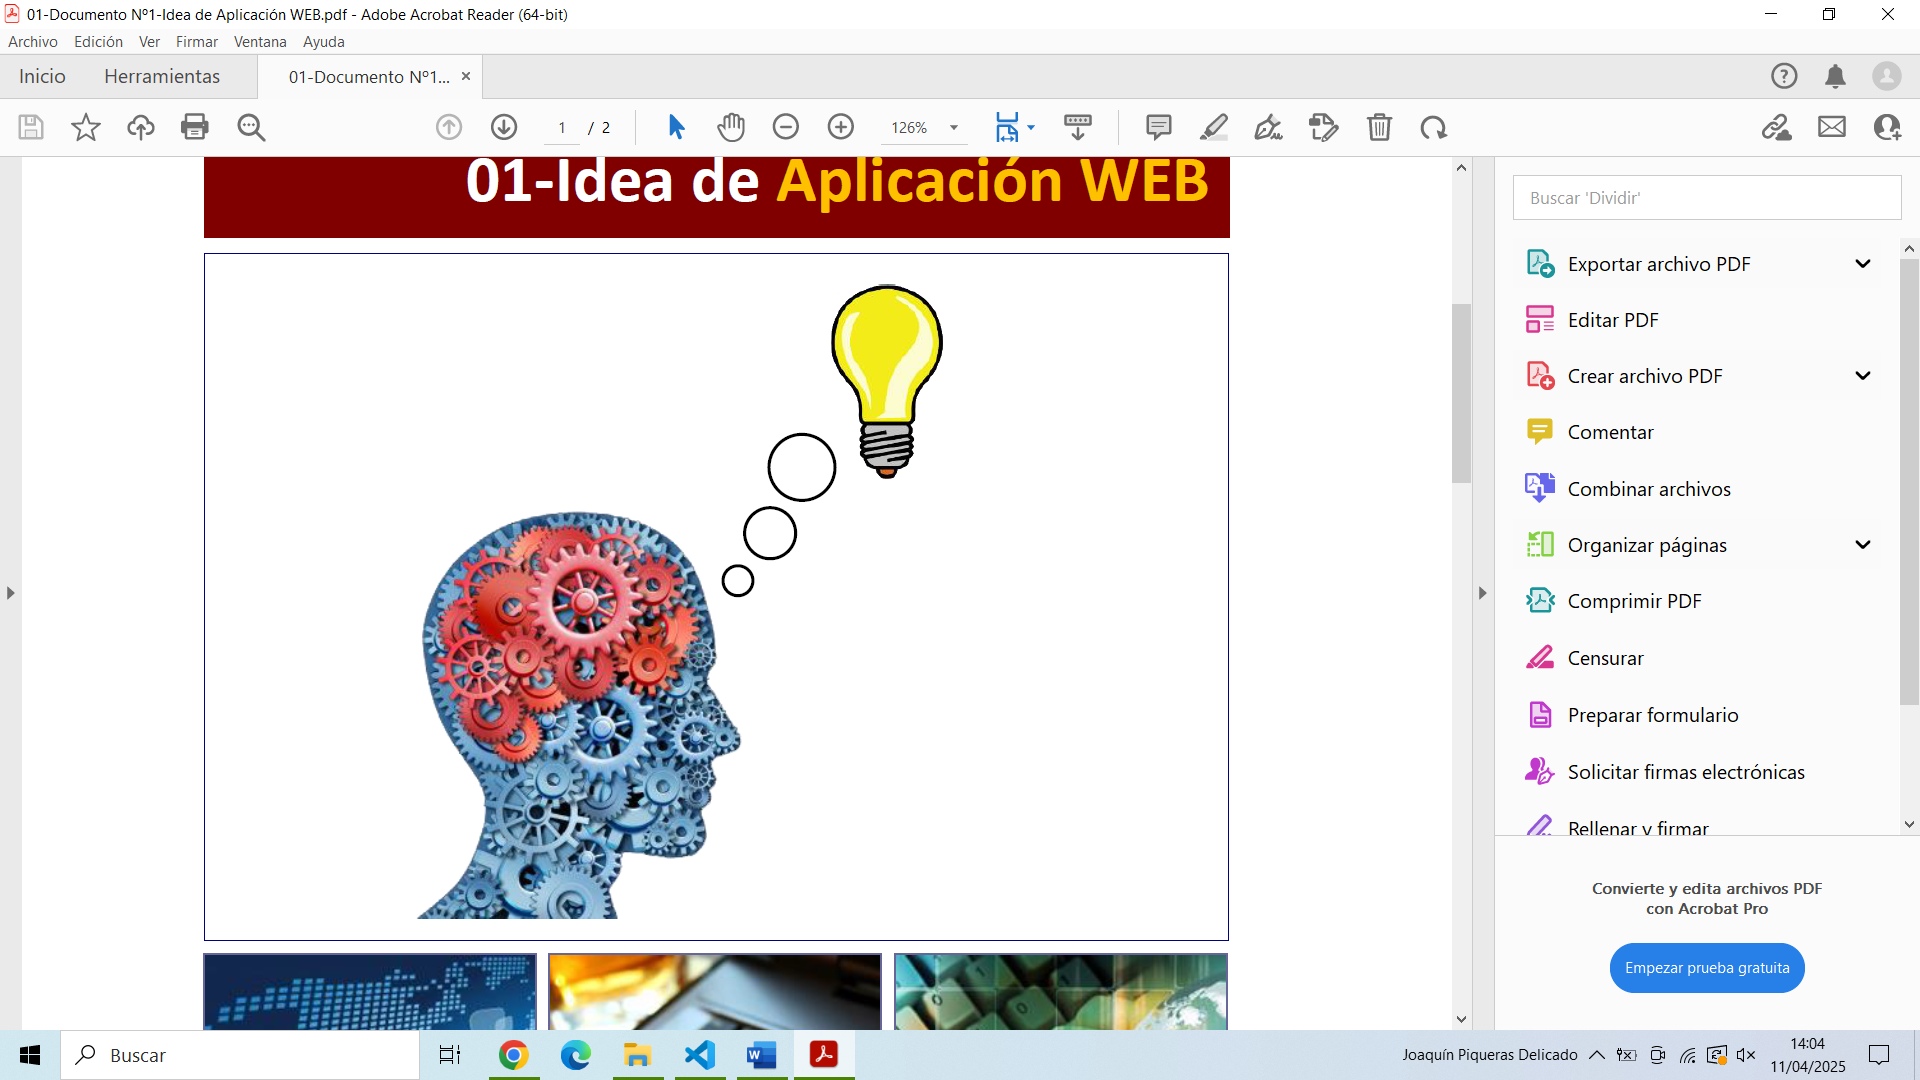 01-Documento Nº1-Idea de Aplicación WEB.pdf - Adobe Acrobat Reader (64-bit)
Archivo Edición Ver Firmar Ventana Ayuda
Inicio Herramientas 01-Documento Nº1...
1 / 2 126%
01-Idea de Aplicación WEB
Buscar 'Dividir'
Exportar archivo PDF
Editar PDF
Crear archivo PDF
Comentar
Combinar archivos
Organizar páginas
Comprimir PDF
Censurar
Preparar formulario
Solicitar firmas electrónicas
Rellenar y firmar
Convierte y edita archivos PDF
con Acrobat Pro
Empezar prueba gratuita
Buscar
Joaquín Piqueras Delicado
14:04
11/04/2025